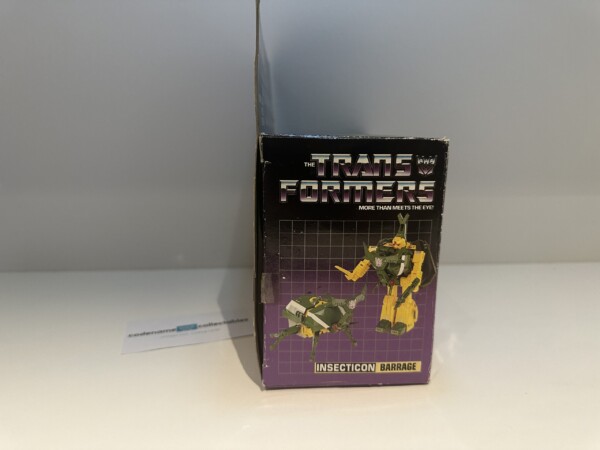 THE TRANS
FORMERS
MORE THAN MEETS THE EYE!
INSECTICON BARRAGE